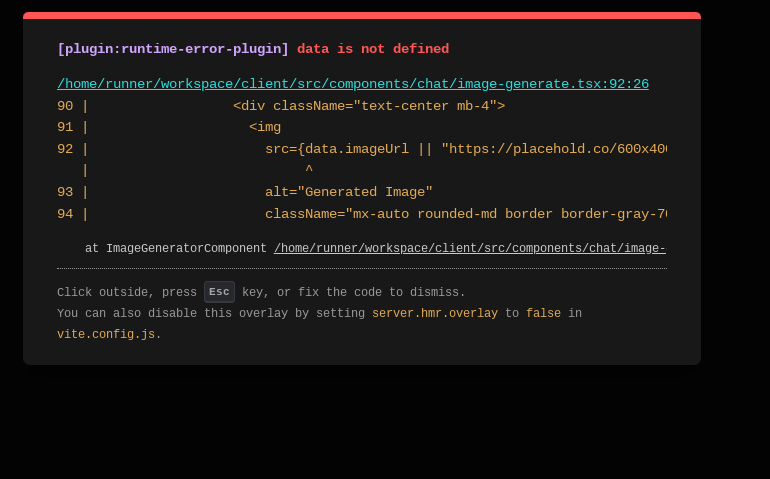 [plugin:runtime-error-plugin] data is not defined
/home/runner/workspace/client/src/components/chat/image-generate.tsx:92:26
90 | <div className="text-center mb-4">
91 | <img
92 | src={data.imageUrl || "https://placehold.co/600x40
| ^
93 | alt="Generated Image"
94 | className="mx-auto rounded-md border border-gray-7
at ImageGeneratorComponent /home/runner/workspace/client/src/components/chat/image-
Click outside, press Esc key, or fix the code to dismiss.
You can also disable this overlay by setting server.hmr.overlay to false in
vite.config.js.